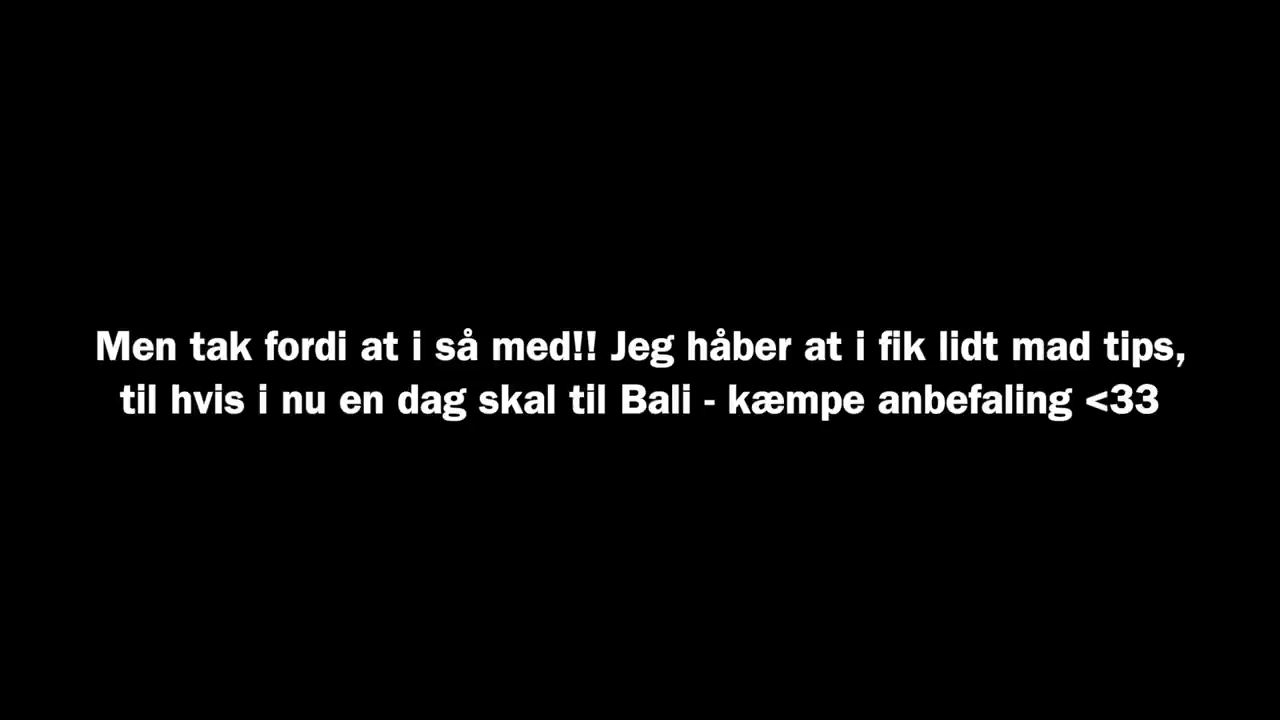 Men tak fordi at i så med!! Jeg håber at i fik lidt mad tips,
til hvis i nu en dag skal til Bali - kæmpe anbefaling <33